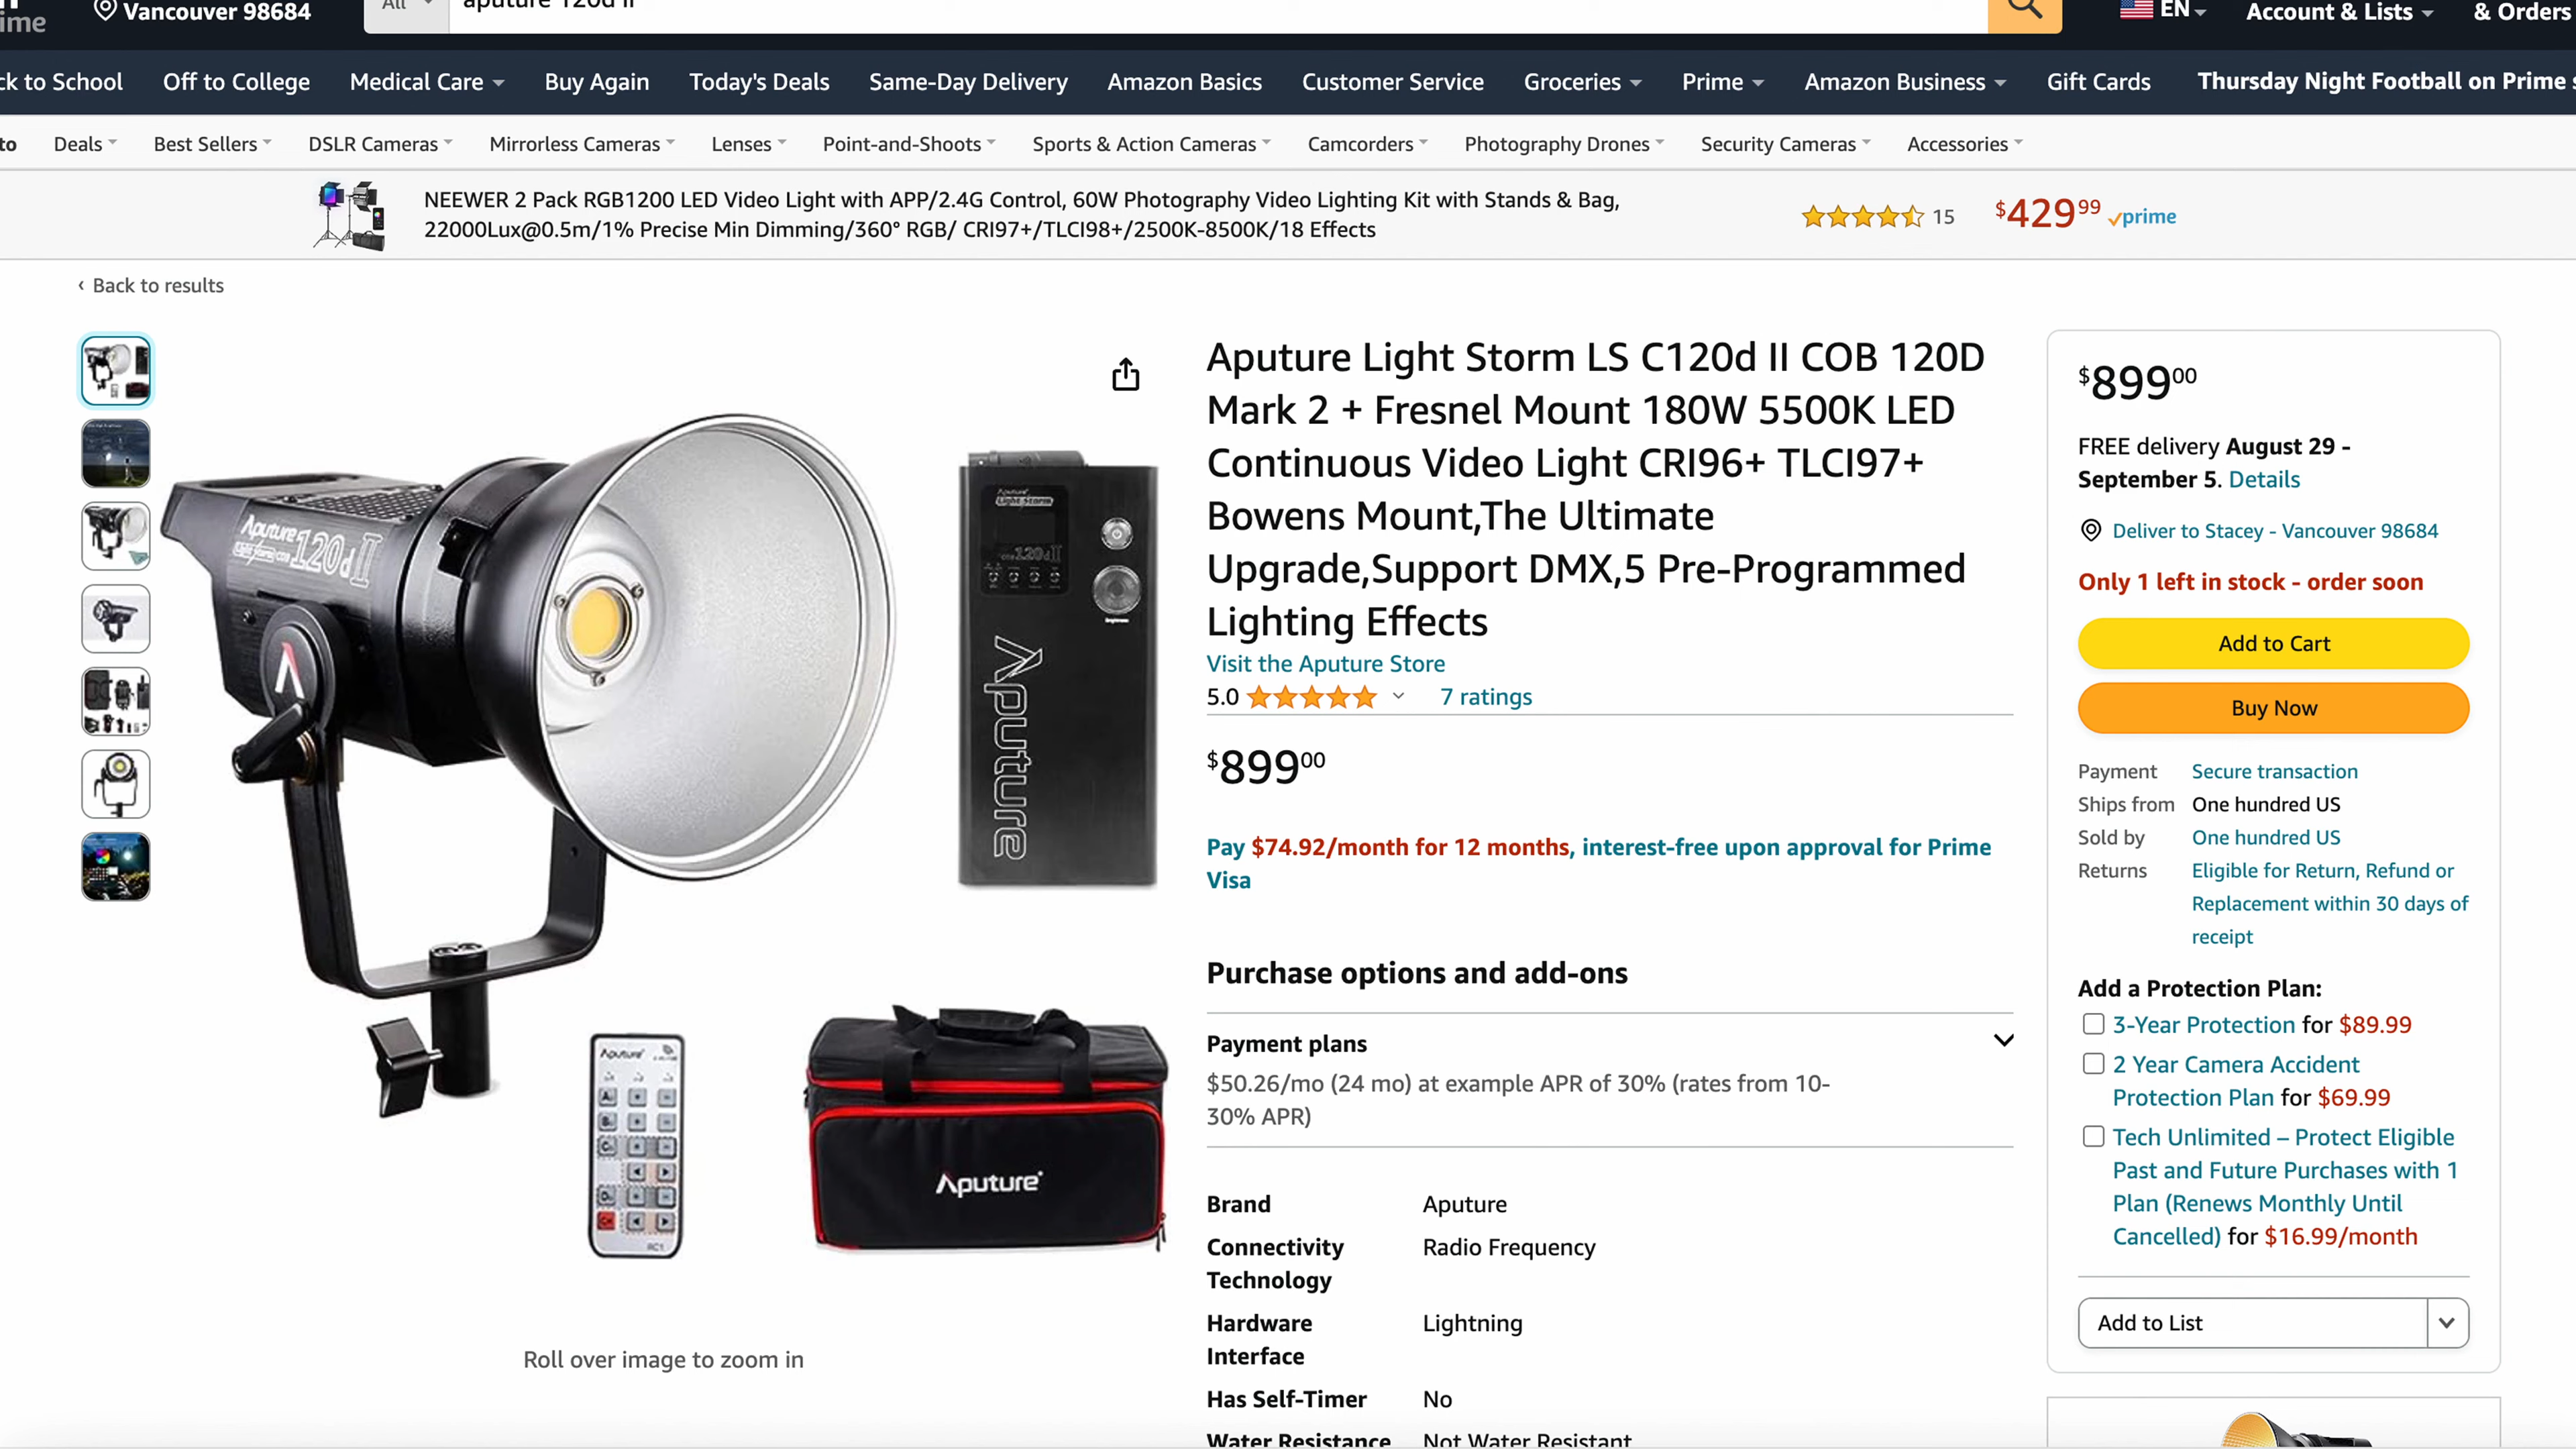 ime
Vancouver 98684
All
aputure 120d II
EN
Account & Lists
& Orders
ck to School
Off to College
Medical Care
Buy Again
Today's Deals
Same-Day Delivery
Amazon Basics
Customer Service
Groceries
Prime
Amazon Business
Gift Cards
Thursday Night Football on Prime s
to
Deals
Best Sellers
DSLR Cameras
Mirrorless Cameras
Lenses
Point-and-Shoots
Sports & Action Cameras
Camcorders
Photography Drones
Security Cameras
Accessories
NEEWER 2 Pack RGB1200 LED Video Light with APP/2.4G Control, 60W Photography Video Lighting Kit with Stands & Bag,
22000Lux@0.5m/1% Precise Min Dimming/360° RGB/ CRI97+/TLCI98+/2500K-8500K/18 Effects
15
$429.99
prime
‹ Back to results
Aputure
Light Storm COB 120d II
Aputure
Light Storm
120d II
Aputure
Aputure
RC1
Aputure
Roll over image to zoom in
Aputure Light Storm LS C120d II COB 120D
Mark 2 + Fresnel Mount 180W 5500K LED
Continuous Video Light CRI96+ TLCI97+
Bowens Mount,The Ultimate
Upgrade,Support DMX,5 Pre-Programmed
Lighting Effects
Visit the Aputure Store
5.0
7 ratings
$899.00
Pay $74.92/month for 12 months, interest-free upon approval for Prime
Visa
Purchase options and add-ons
Payment plans
$50.26/mo (24 mo) at example APR of 30% (rates from 10-
30% APR)
Brand Aputure
Connectivity Radio Frequency
Technology
Hardware Lightning
Interface
Has Self-Timer No
Water Resistance Not Water Resistant
$899.00
FREE delivery August 29 -
September 5. Details
Deliver to Stacey - Vancouver 98684
Only 1 left in stock - order soon
Add to Cart
Buy Now
Payment Secure transaction
Ships from One hundred US
Sold by One hundred US
Returns Eligible for Return, Refund or
Replacement within 30 days of
receipt
Add a Protection Plan:
3-Year Protection for $89.99
2 Year Camera Accident
Protection Plan for $69.99
Tech Unlimited – Protect Eligible
Past and Future Purchases with 1
Plan (Renews Monthly Until
Cancelled) for $16.99/month
Add to List